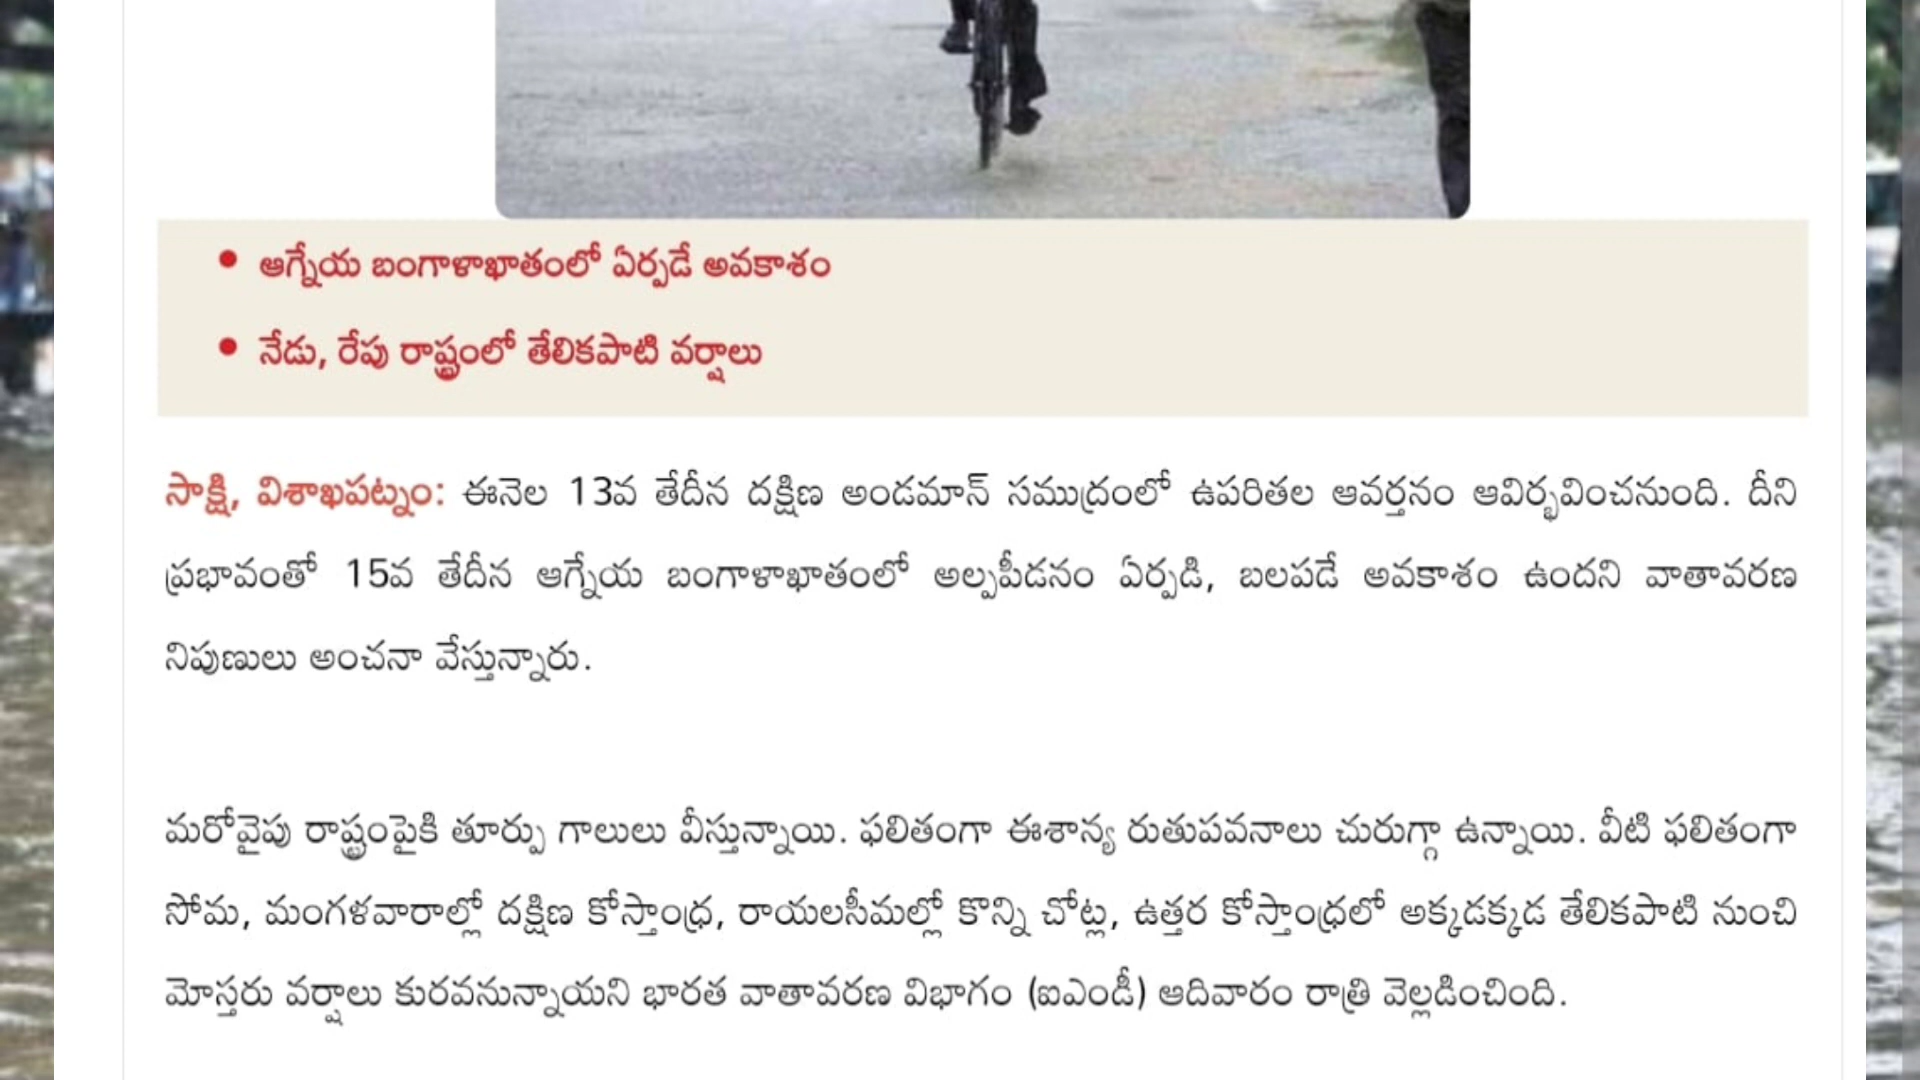 • ఆగ్నేయ బంగాళాఖాతంలో ఏర్పడే అవకాశం
• నేడు, రేపు రాష్ట్రంలో తేలికపాటి వర్షాలు
సాక్షి, విశాఖపట్నం: ఈనెల 13వ తేదీన దక్షిణ అండమాన్ సముద్రంలో ఉపరితల ఆవర్తనం ఆవిర్భవించనుంది. దీని
ప్రభావంతో 15వ తేదీన ఆగ్నేయ బంగాళాఖాతంలో అల్పపీడనం ఏర్పడి, బలపడే అవకాశం ఉందని వాతావరణ
నిపుణులు అంచనా వేస్తున్నారు.
మరోవైపు రాష్ట్రంపైకి తూర్పు గాలులు వీస్తున్నాయి. ఫలితంగా ఈశాన్య రుతుపవనాలు చురుగ్గా ఉన్నాయి. వీటి ఫలితంగా
సోమ, మంగళవారాల్లో దక్షిణ కోస్తాంధ్ర, రాయలసీమల్లో కొన్ని చోట్ల, ఉత్తర కోస్తాంధ్రలో అక్కడక్కడ తేలికపాటి నుంచి
మోస్తరు వర్షాలు కురవనున్నాయని భారత వాతావరణ విభాగం (ఐఎండీ) ఆదివారం రాత్రి వెల్లడించింది.